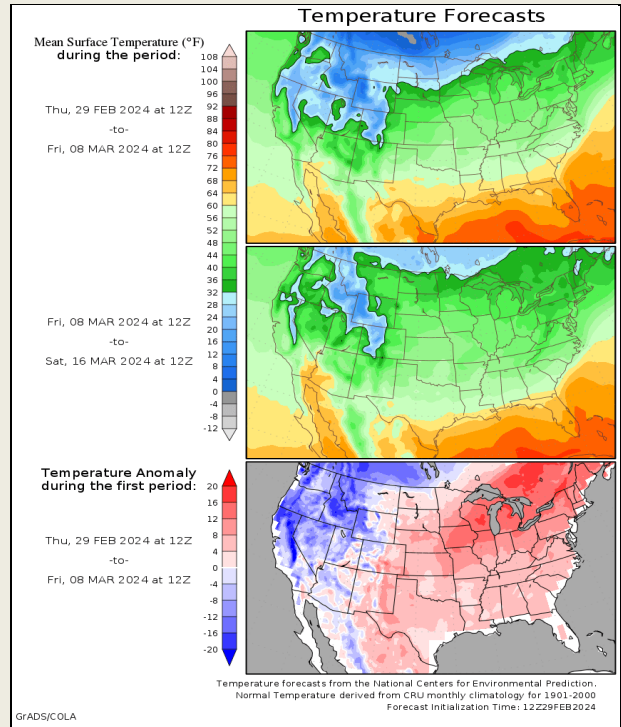 Temperature Forecasts
Mean Surface Temperature (°F)
during the period:
108
104
100
96
92
88
84
80
76
72
68
64
60
56
52
48
44
40
36
32
28
24
20
16
12
8
4
0
-4
-8
-12
Thu, 29 FEB 2024 at 12Z
-to-
Fri, 08 MAR 2024 at 12Z
Fri, 08 MAR 2024 at 12Z
-to-
Sat, 16 MAR 2024 at 12Z
Temperature Anomaly
during the first period:
20
16
12
8
4
0
-4
-8
-12
-16
-20
Thu, 29 FEB 2024 at 12Z
-to-
Fri, 08 MAR 2024 at 12Z
Temperature forecasts from the National Centers for Environmental Prediction.
Normal Temperature derived from CRU monthly climatology for 1901-2000
Forecast Initialization Time: 12Z29FEB2024
GrADS/COLA